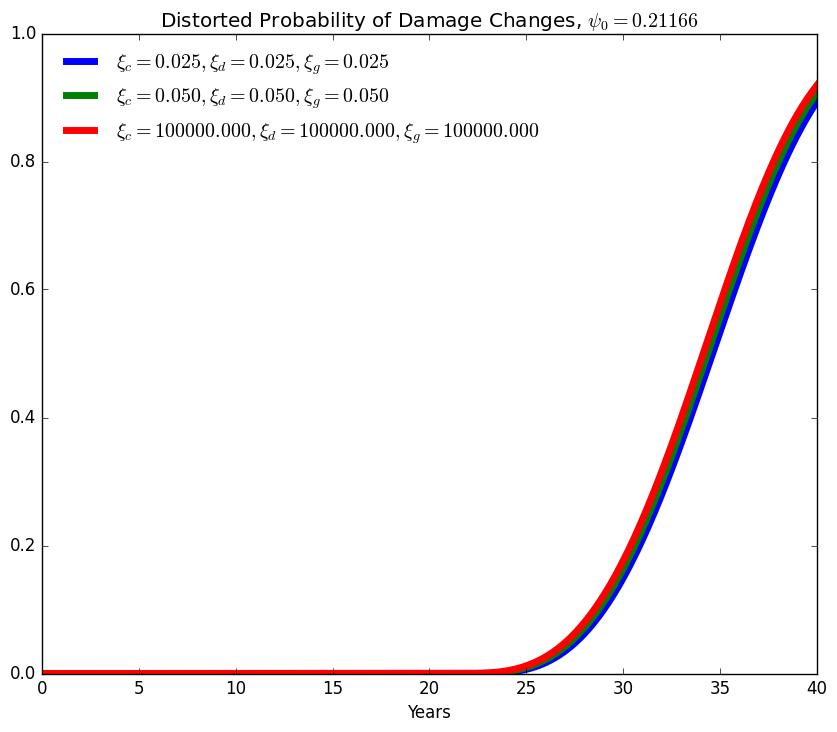 Distorted Probability of Damage Changes, ψ₀ = 0.21166
1.0
ξ_c = 0.025, ξ_d = 0.025, ξ_g = 0.025
ξ_c = 0.050, ξ_d = 0.050, ξ_g = 0.050
ξ_c = 100000.000, ξ_d = 100000.000, ξ_g = 100000.000
0.8
0.6
0.4
0.2
0.0
0 5 10 15 20 25 30 35 40
Years